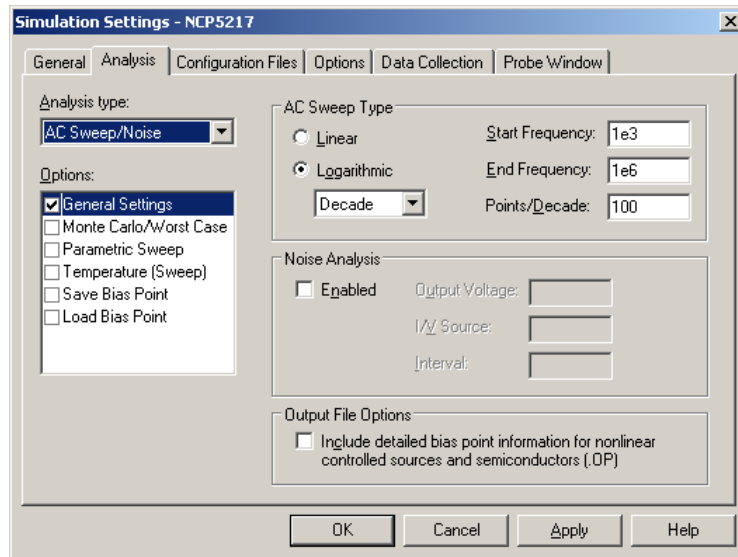 Simulation Settings - NCP5217
General Analysis Configuration Files Options Data Collection Probe Window
Analysis type:
AC Sweep/Noise
Options:
General Settings
Monte Carlo/Worst Case
Parametric Sweep
Temperature (Sweep)
Save Bias Point
Load Bias Point
AC Sweep Type
Linear
Logarithmic
Decade
Start Frequency: 1e3
End Frequency: 1e6
Points/Decade: 100
Noise Analysis
Enabled
Output Voltage:
I/V Source:
Interval:
Output File Options
Include detailed bias point information for nonlinear
controlled sources and semiconductors (.OP)
OK Cancel Apply Help